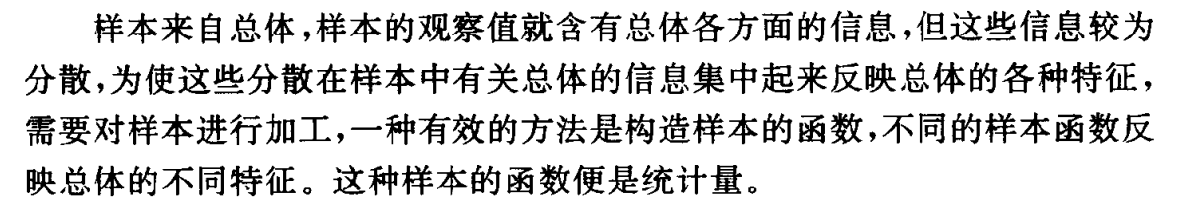 样本来自总体,样本的观察值就含有总体各方面的信息,但这些信息较为
分散,为使这些分散在样本中有关总体的信息集中起来反映总体的各种特征,
需要对样本进行加工,一种有效的方法是构造样本的函数,不同的样本函数反
映总体的不同特征。这种样本的函数便是统计量。